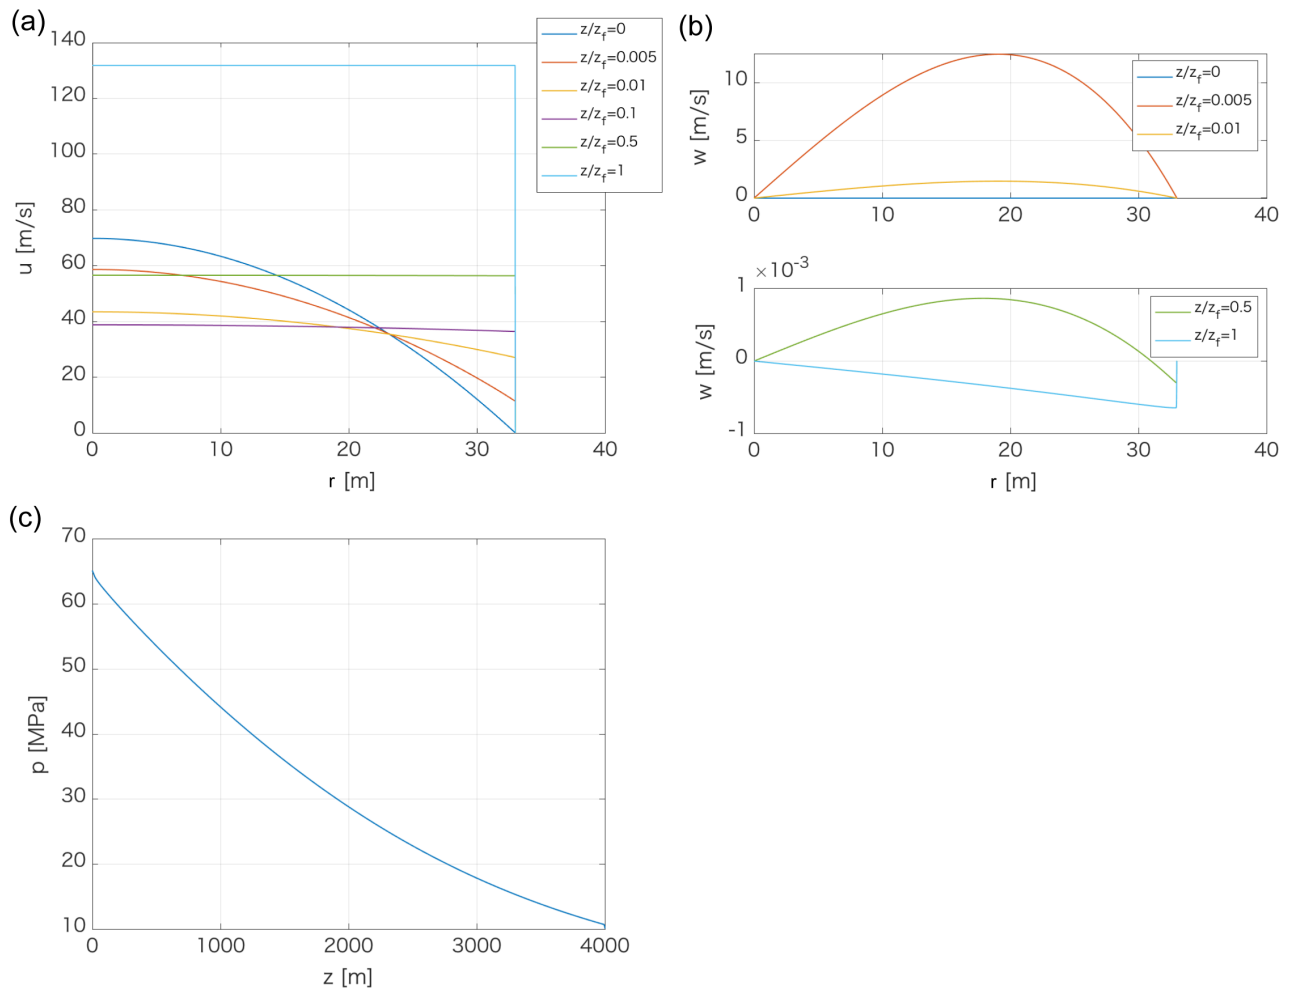 (a)
140
120
100
80
60
40
20
0
u [m/s]
0 10 20 30 40
r [m]
z/z_f=0
z/z_f=0.005
z/z_f=0.01
z/z_f=0.1
z/z_f=0.5
z/z_f=1
(b)
10
5
0
w [m/s]
0 10 20 30 40
z/z_f=0
z/z_f=0.005
z/z_f=0.01
×10⁻³
1
0
-1
w [m/s]
0 10 20 30 40
r [m]
z/z_f=0.5
z/z_f=1
(c)
70
60
50
40
30
20
10
p [MPa]
0 1000 2000 3000 4000
z [m]